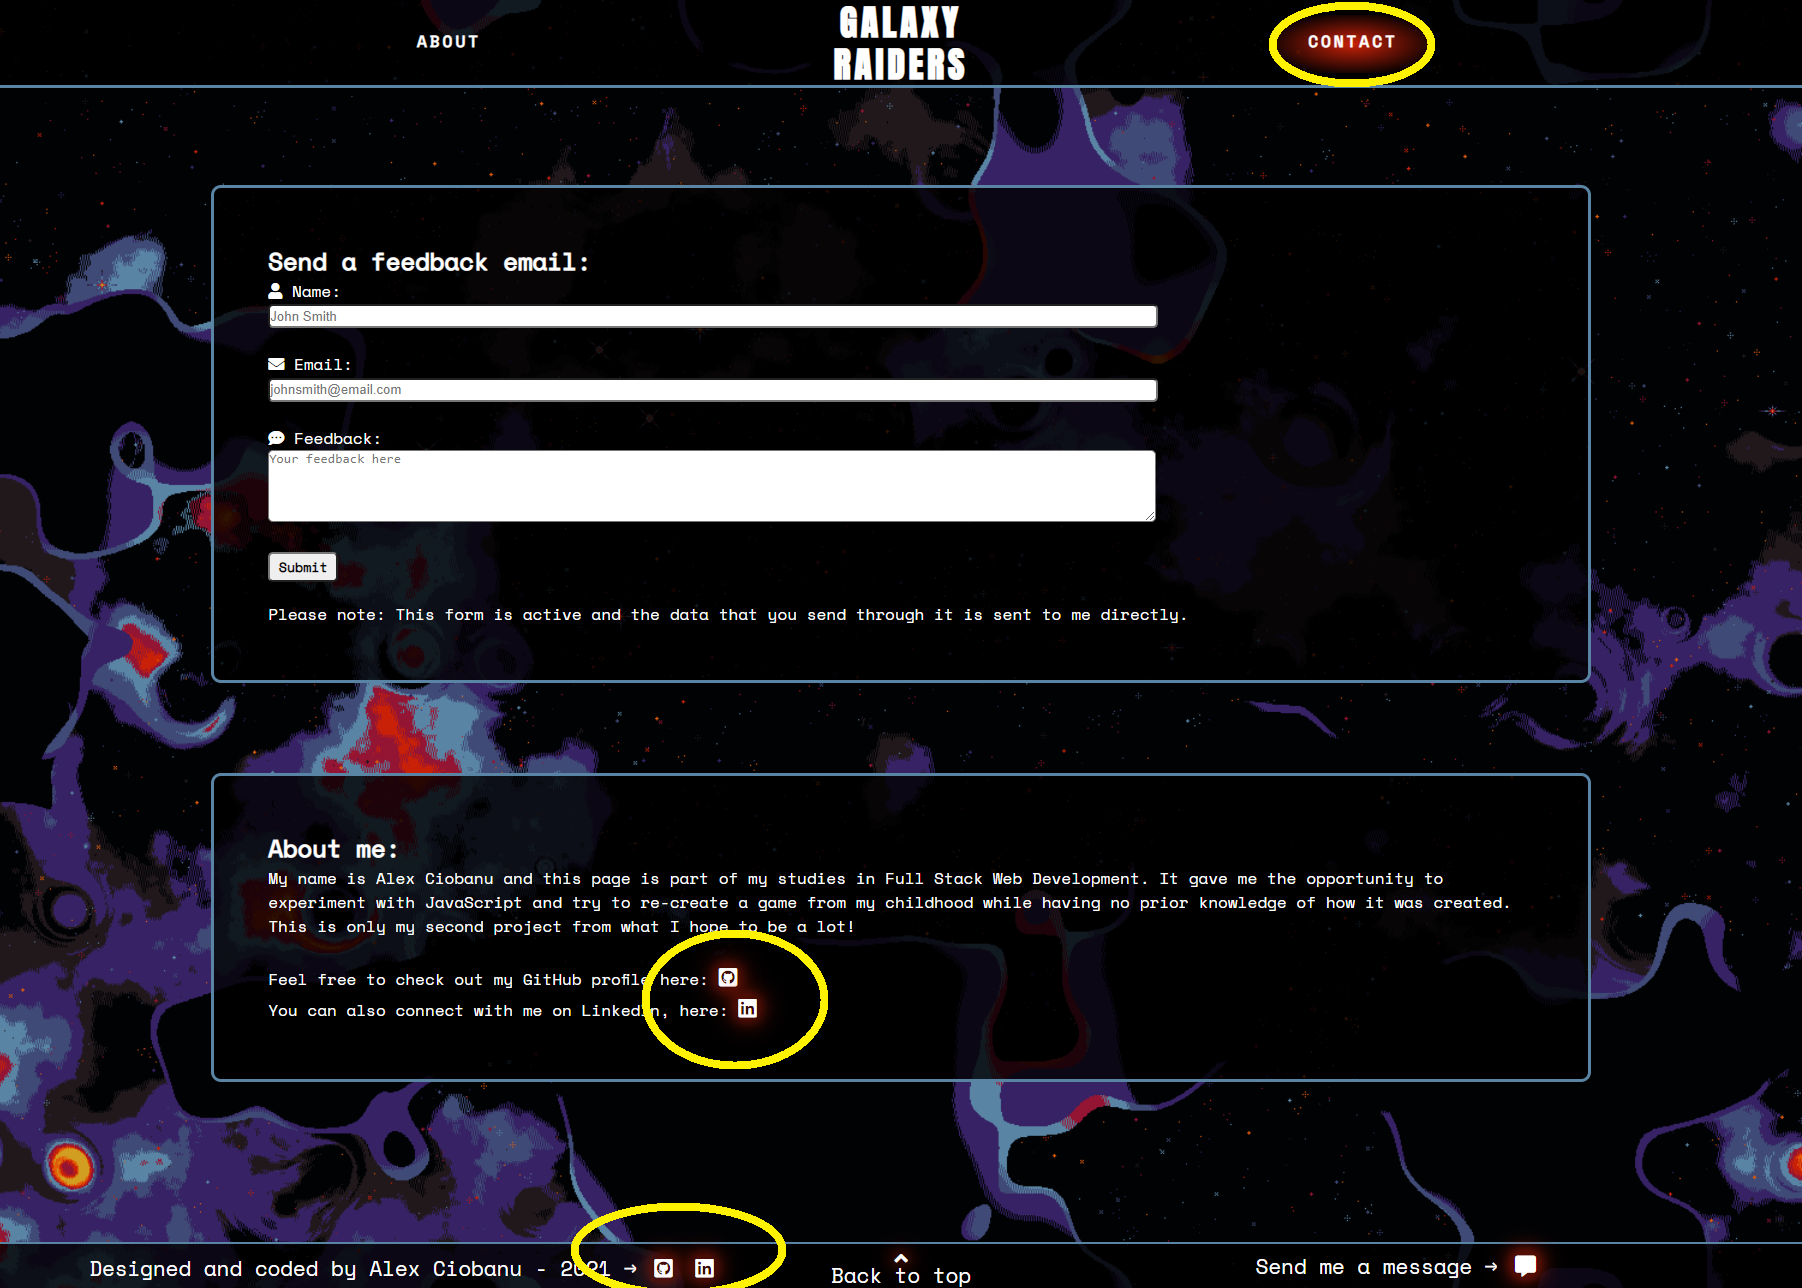 ABOUT
GALAXY
RAIDERS
CONTACT
Send a feedback email:
Name:
John Smith
Email:
johnsmith@email.com
Feedback:
Your feedback here
Submit
Please note: This form is active and the data that you send through it is sent to me directly.
About me:
My name is Alex Ciobanu and this page is part of my studies in Full Stack Web Development. It gave me the opportunity to
experiment with JavaScript and try to re-create a game from my childhood while having no prior knowledge of how it was created.
This is only my second project from what I hope to be a lot!
Feel free to check out my GitHub profile here:
in
You can also connect with me on LinkedIn, here:
Designed and coded by Alex Ciobanu - 2021 →
in
Back to top
Send me a message →